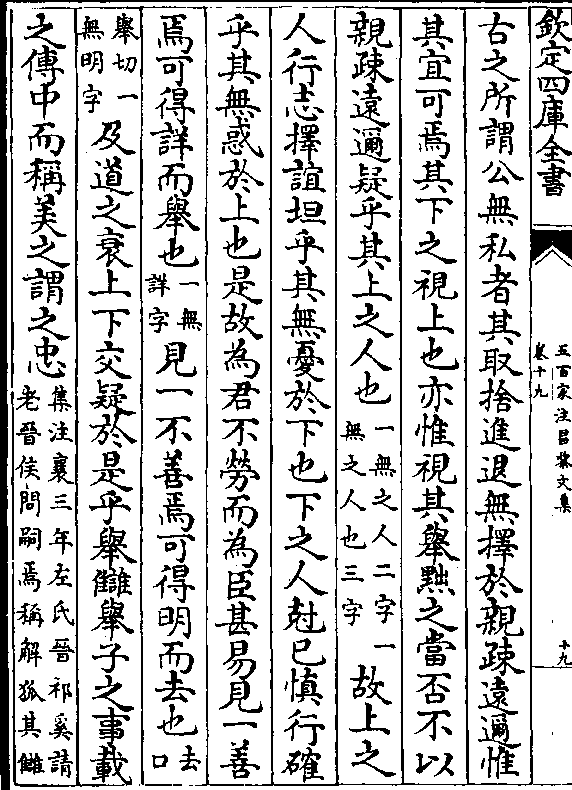 欽定四庫全書
五百家注昌黎文集
卷十九
十九
古之所謂公無私者其取捨進退無擇於親疎遠邇惟
其宜可焉其下之視上也亦惟視其舉黜之當否不以
親疎遠邇疑乎其上之人也一無之人二字一無之人也三字故上之
人行志擇誼坦乎其無憂於下也下之人尅已慎行確
乎其無惑於上也是故為君不勞而為臣甚易見一善
焉可得詳而舉也一無詳字見一不善焉可得明而去也去口
舉切一無明字及道之衰上下交疑於是乎舉讎舉子之事載
之傳中而稱美之謂之忠集注襄三年左氏晉祁奚請老晉侯問嗣焉稱解狐其讎